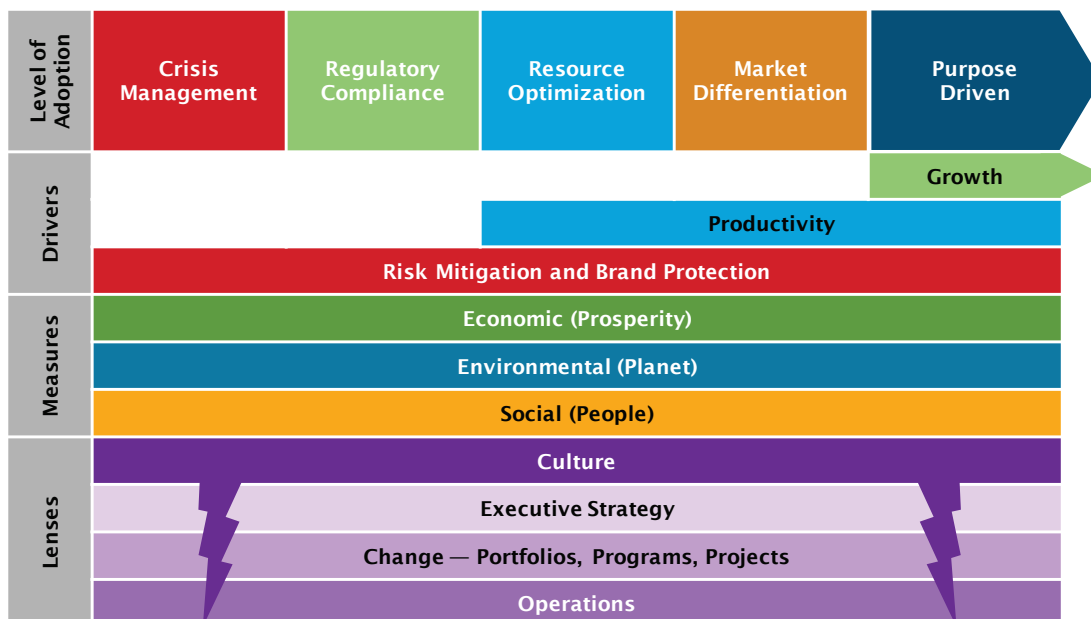 Level of
Adoption
Crisis
Management
Regulatory
Compliance
Resource
Optimization
Market
Differentiation
Purpose
Driven
Drivers
Growth
Productivity
Risk Mitigation and Brand Protection
Measures
Economic (Prosperity)
Environmental (Planet)
Social (People)
Lenses
Culture
Executive Strategy
Change — Portfolios, Programs, Projects
Operations